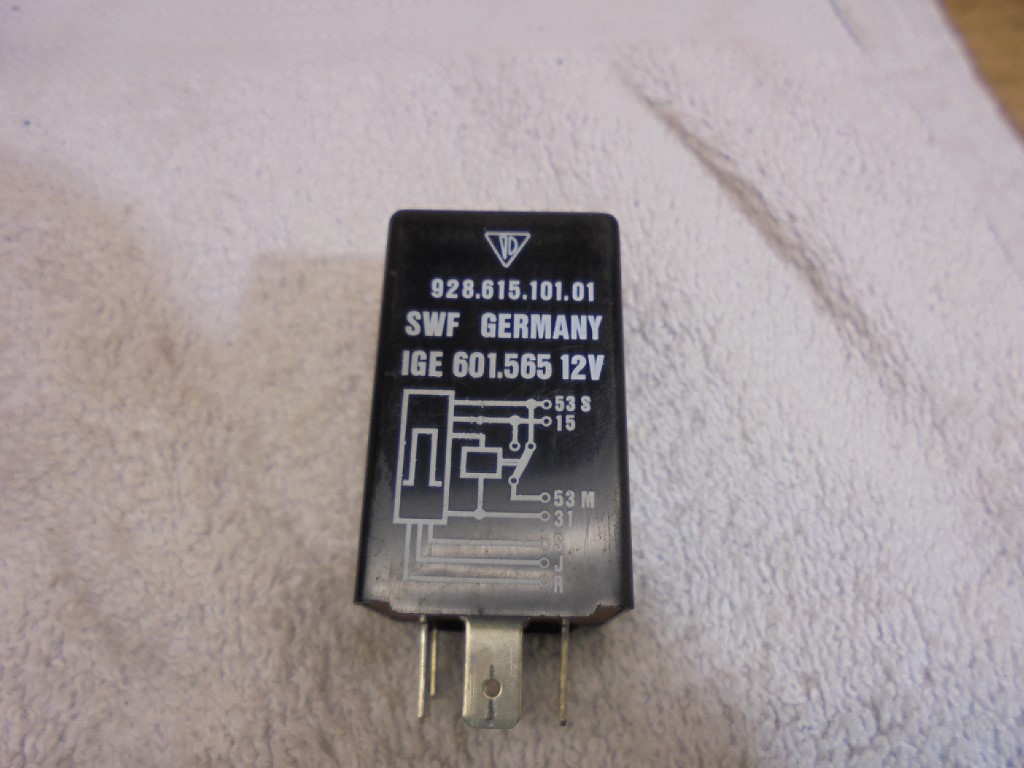 928.615.101.01
SWF GERMANY
IGE 601.565 12V
53 S
15
53 M
31
S
J
R